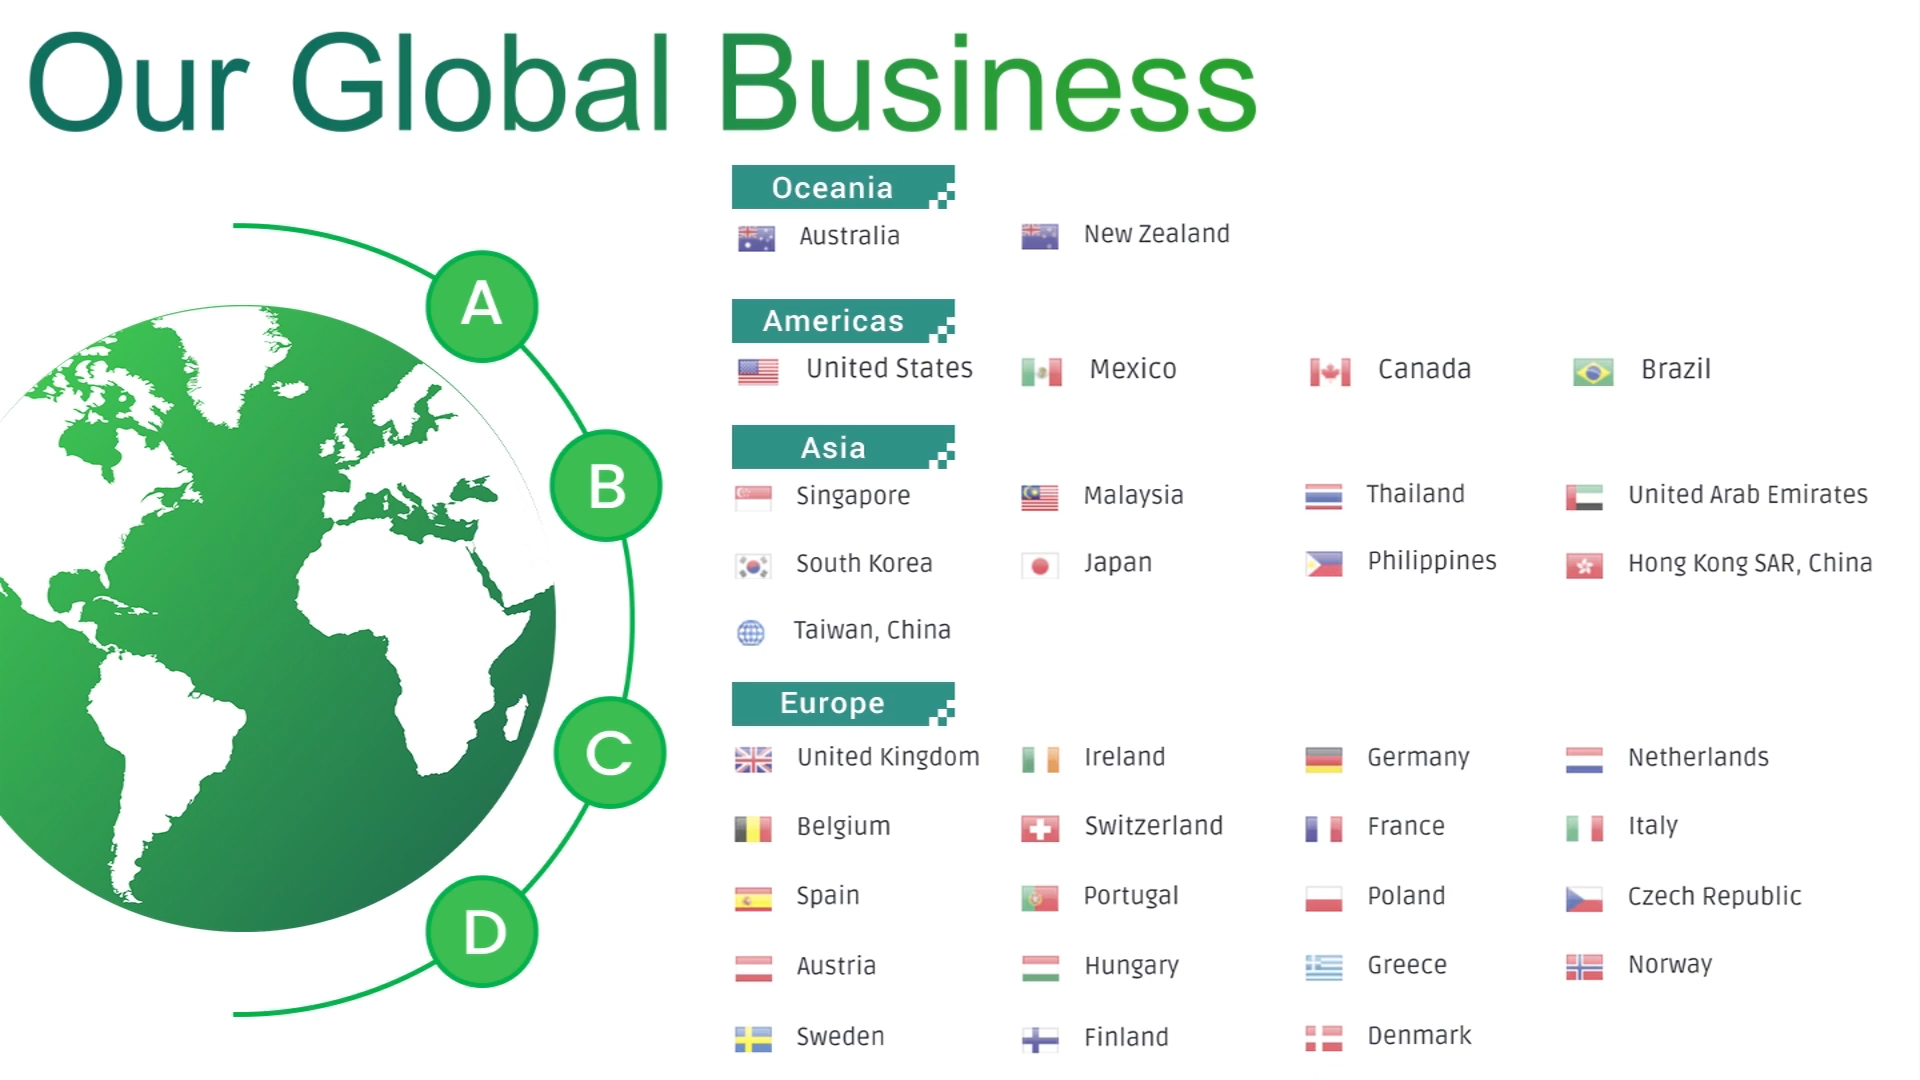 Our Global Business
A
B
C
D
Oceania
Australia New Zealand
Americas
United States Mexico Canada Brazil
Asia
Singapore Malaysia Thailand United Arab Emirates
South Korea Japan Philippines Hong Kong SAR, China
Taiwan, China
Europe
United Kingdom Ireland Germany Netherlands
Belgium Switzerland France Italy
Spain Portugal Poland Czech Republic
Austria Hungary Greece Norway
Sweden Finland Denmark